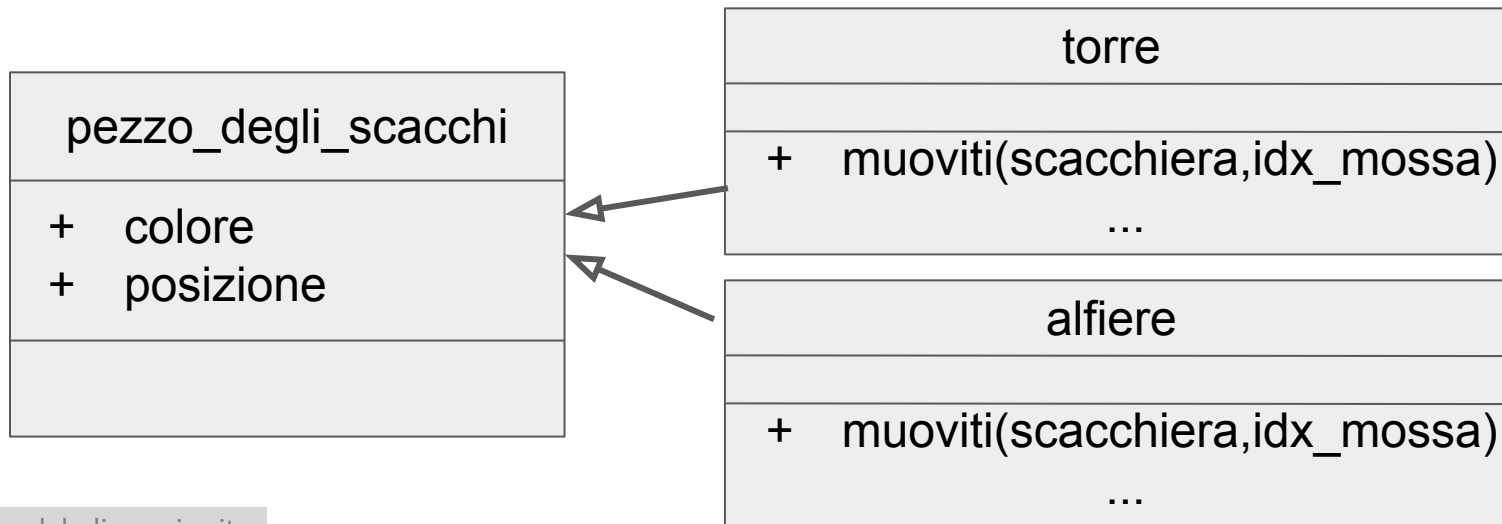 pezzo_degli_scacchi
+ colore
+ posizione
torre
+ muoviti(scacchiera,idx_mossa)
...
alfiere
+ muoviti(scacchiera,idx_mossa)
...